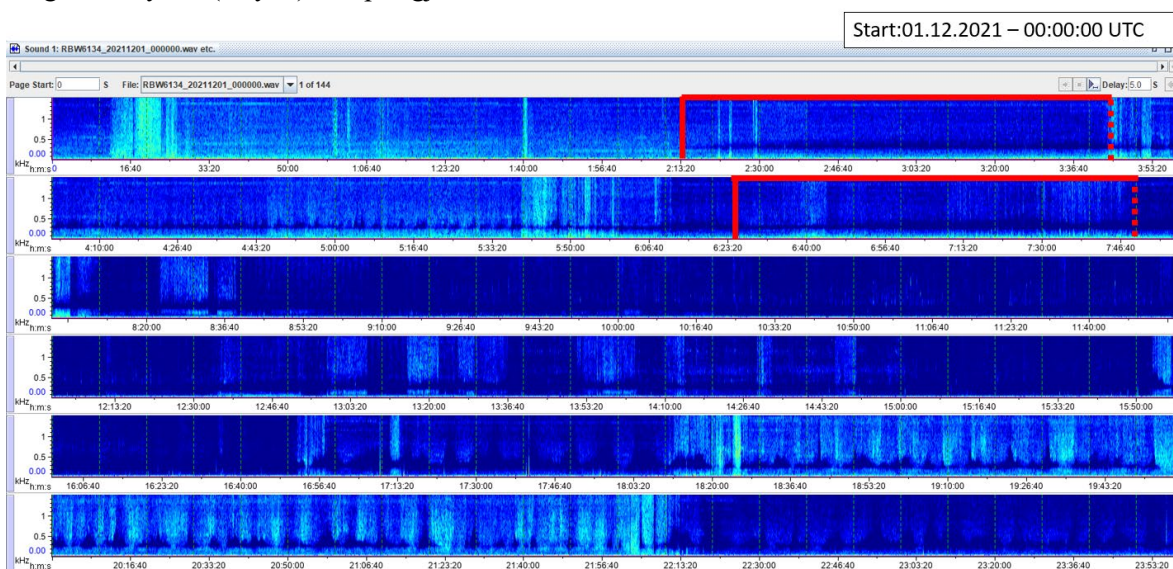 Start:01.12.2021 – 00:00:00 UTC
Sound 1: RBW6134_20211201_000000.wav etc.
Page Start: 0 S File: RBW6134_20211201_000000.wav 1 of 144 Delay: 5.0 S
1
0.5
0.00
kHz
h:m:s 0 16:40 33:20 50:00 1:06:40 1:23:20 1:40:00 1:56:40 2:13:20 2:30:00 2:46:40 3:03:20 3:20:00 3:36:40 3:53:20
1
0.5
0.00
kHz
h:m:s 4:10:00 4:26:40 4:43:20 5:00:00 5:16:40 5:33:20 5:50:00 6:06:40 6:23:20 6:40:00 6:56:40 7:13:20 7:30:00 7:46:40
1
0.5
0.00
kHz
h:m:s 8:20:00 8:36:40 8:53:20 9:10:00 9:26:40 9:43:20 10:00:00 10:16:40 10:33:20 10:50:00 11:06:40 11:23:20 11:40:00
1
0.5
0.00
kHz
h:m:s 12:13:20 12:30:00 12:46:40 13:03:20 13:20:00 13:36:40 13:53:20 14:10:00 14:26:40 14:43:20 15:00:00 15:16:40 15:33:20 15:50:00
1
0.5
0.00
kHz
h:m:s 16:06:40 16:23:20 16:40:00 16:56:40 17:13:20 17:30:00 17:46:40 18:03:20 18:20:00 18:36:40 18:53:20 19:10:00 19:26:40 19:43:20
1
0.5
0.00
kHz
h:m:s 20:16:40 20:33:20 20:50:00 21:06:40 21:23:20 21:40:00 21:56:40 22:13:20 22:30:00 22:46:40 23:03:20 23:20:00 23:36:40 23:53:20